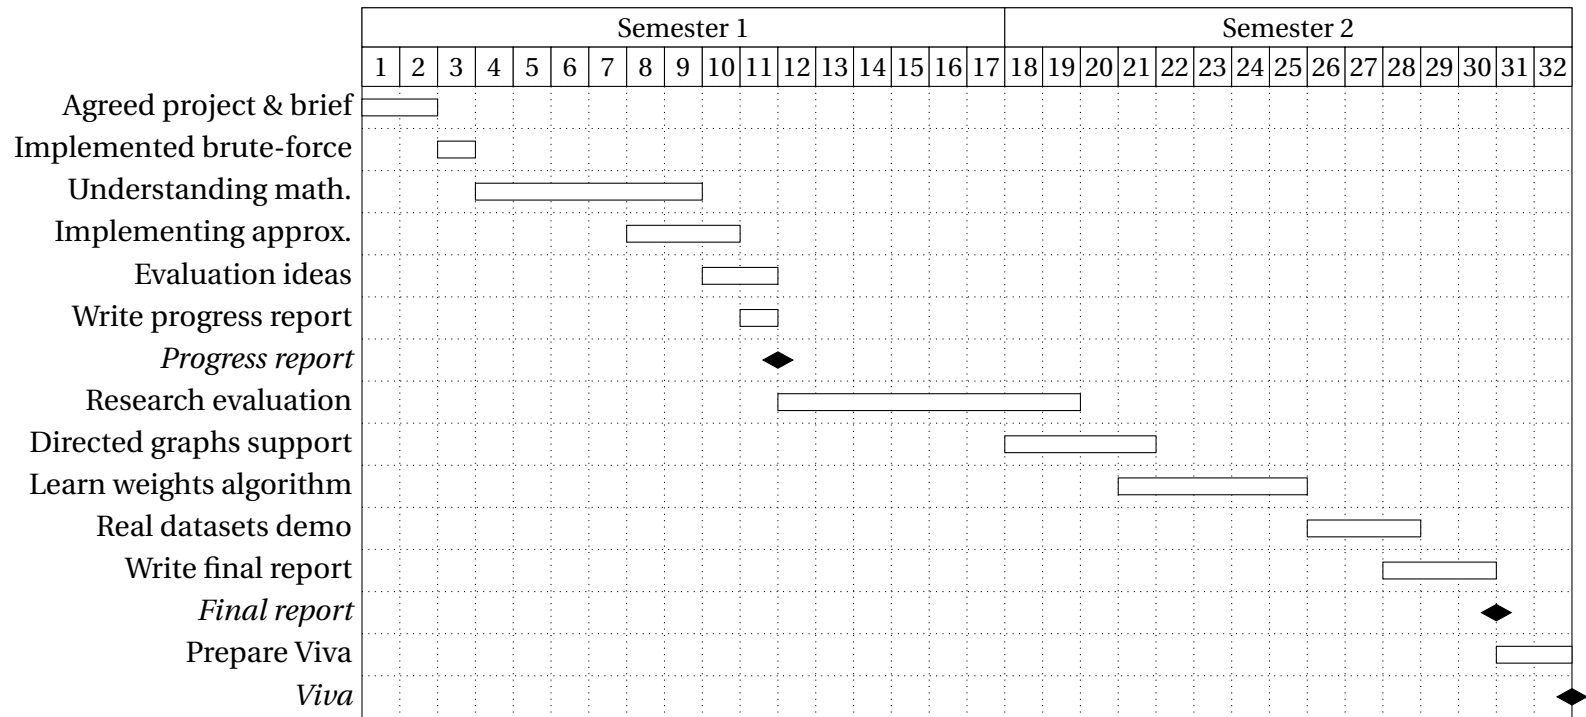 Semester 1 Semester 2
1 2 3 4 5 6 7 8 9 10 11 12 13 14 15 16 17 18 19 20 21 22 23 24 25 26 27 28 29 30 31 32
Agreed project & brief
Implemented brute-force
Understanding math.
Implementing approx.
Evaluation ideas
Write progress report
Progress report
Research evaluation
Directed graphs support
Learn weights algorithm
Real datasets demo
Write final report
Final report
Prepare Viva
Viva